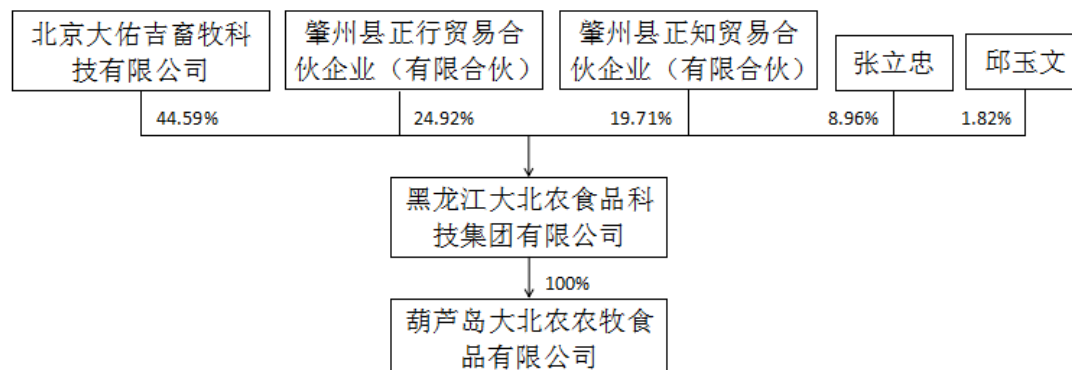 北京大佑吉畜牧科
技有限公司
肇州县正行贸易合
伙企业（有限合伙）
肇州县正知贸易合
伙企业（有限合伙）
张立忠
邱玉文
44.59%
24.92%
19.71%
8.96%
1.82%
黑龙江大北农食品科
技集团有限公司
100%
葫芦岛大北农农牧食
品有限公司